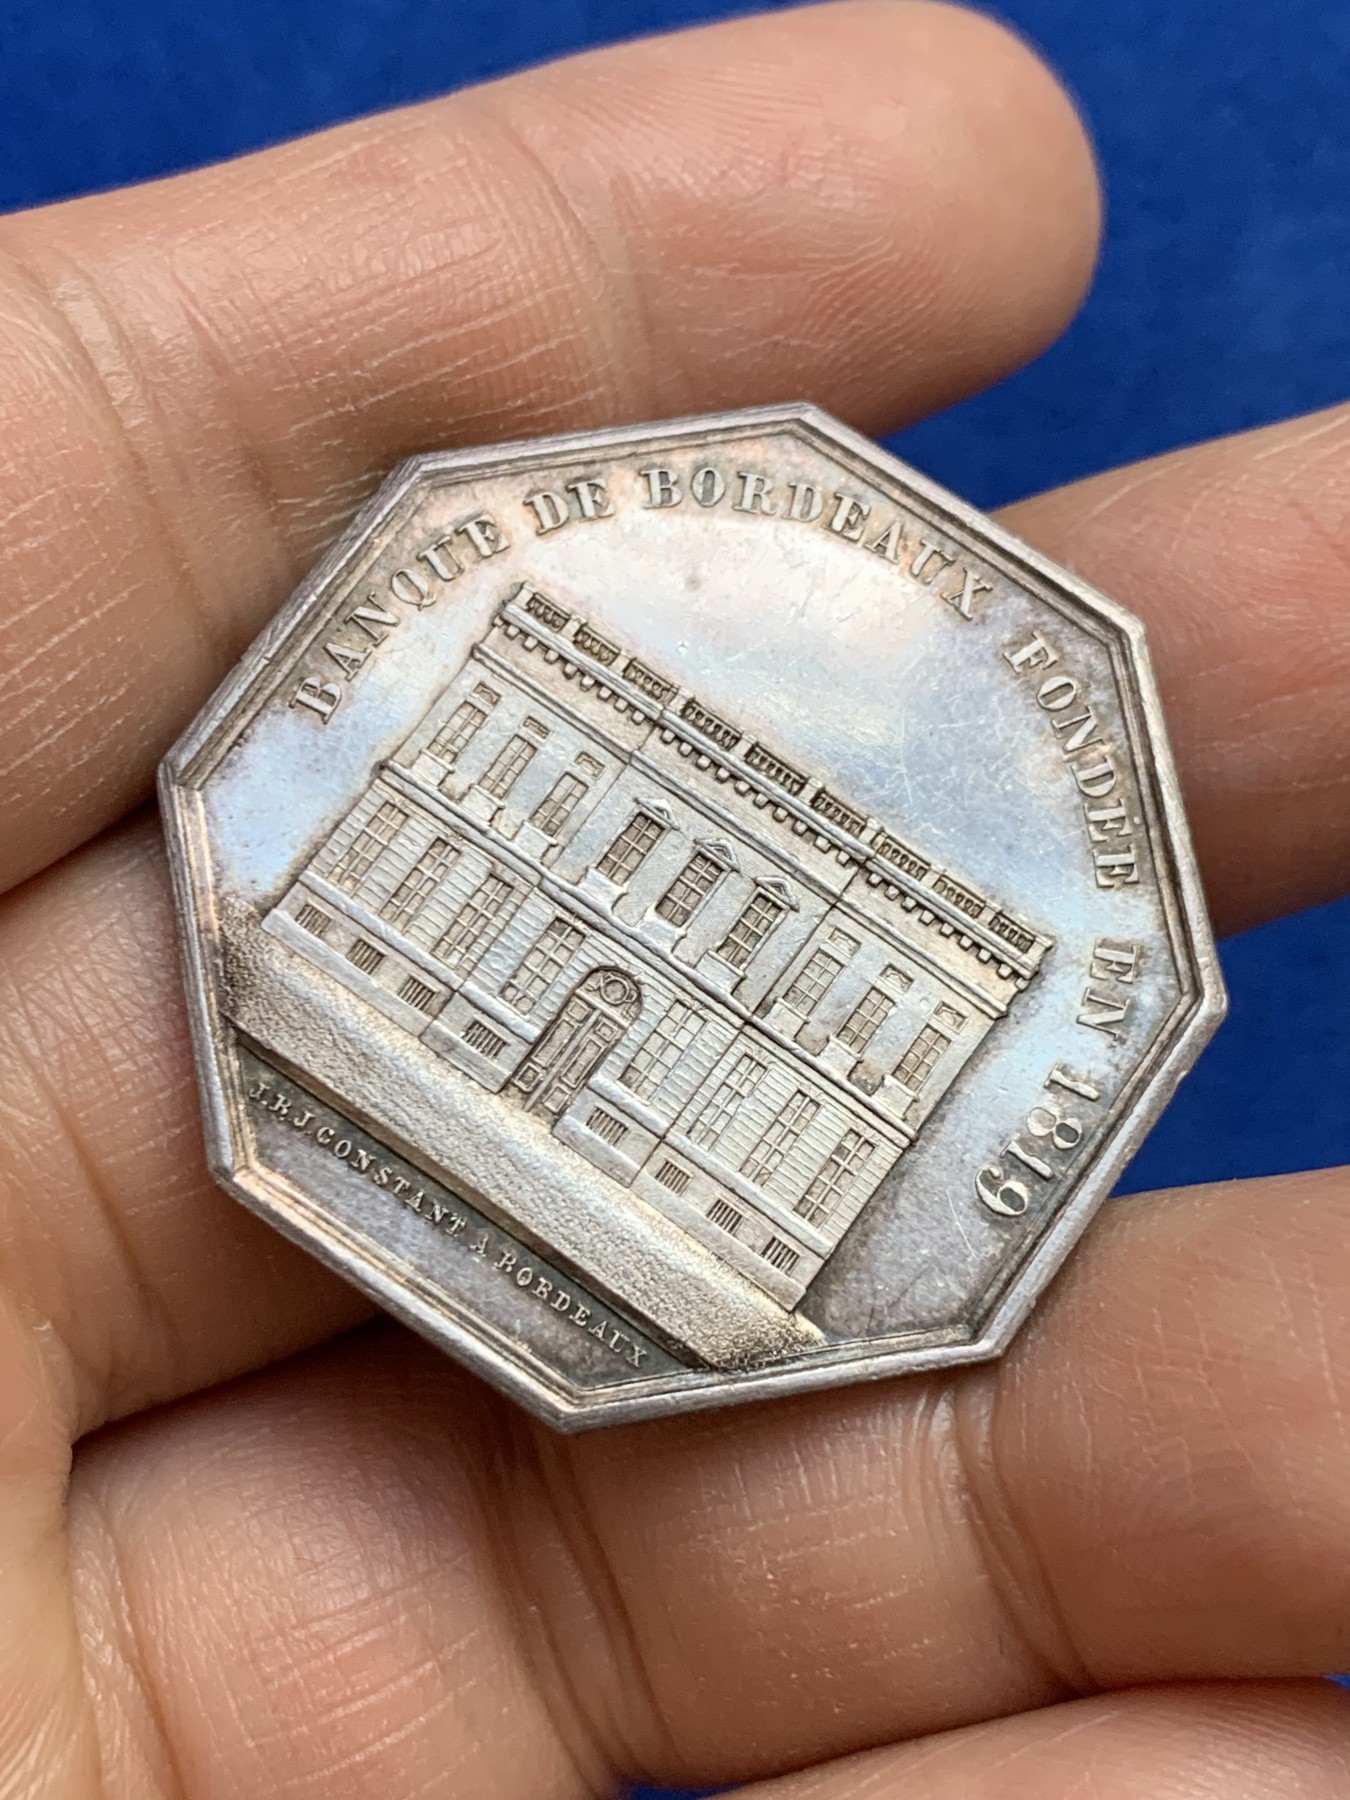 BANQUE DE BORDEAUX FONDÉE EN 1819
J.B.J. CONSTANT A BORDEAUX